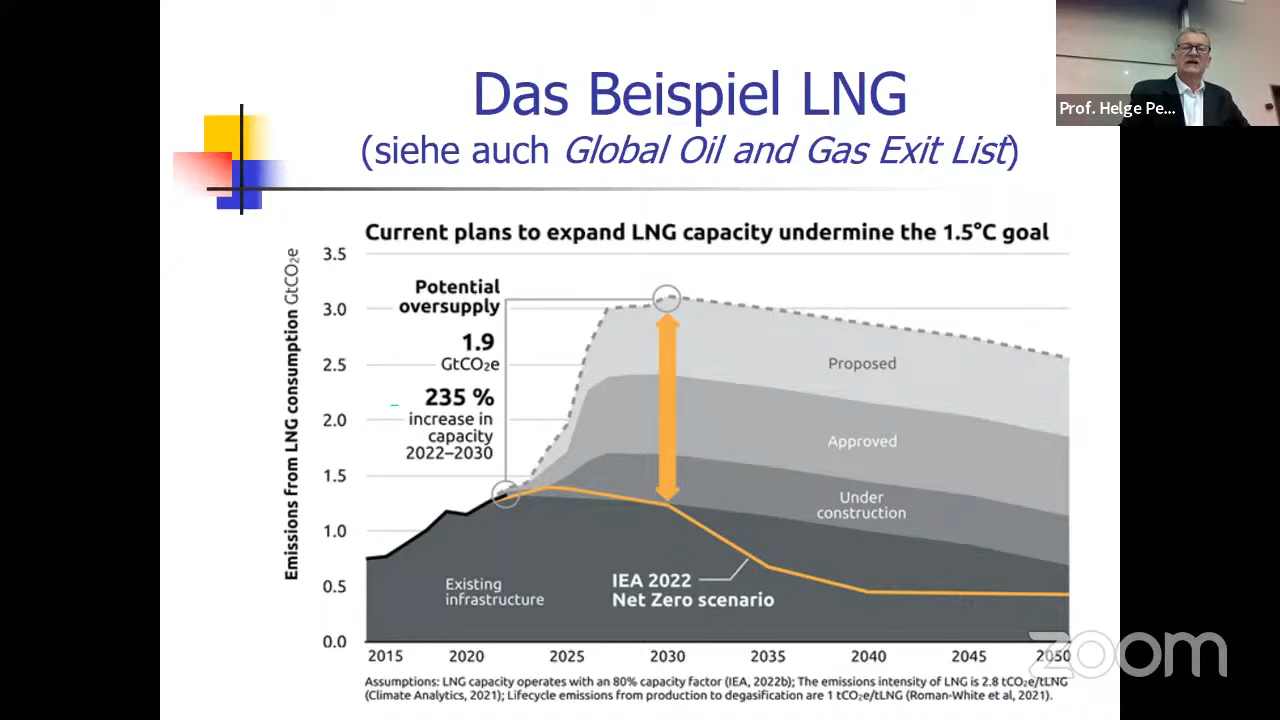 Das Beispiel LNG
(siehe auch Global Oil and Gas Exit List)
Prof. Helge Pe...
Current plans to expand LNG capacity undermine the 1.5°C goal
Emissions from LNG consumption GtCO₂e
3.5
3.0
2.5
2.0
1.5
1.0
0.5
0.0
Potential
oversupply
1.9
GtCO₂e
235 %
increase in
capacity
2022–2030
Proposed
Approved
Under
construction
Existing
infrastructure
IEA 2022
Net Zero scenario
2015 2020 2025 2030 2035 2040 2045 2050
zoom
Assumptions: LNG capacity operates with an 80% capacity factor (IEA, 2022b); The emissions intensity of LNG is 2.8 tCO₂e/tLNG
(Climate Analytics, 2021); Lifecycle emissions from production to degasification are 1 tCO₂e/tLNG (Roman-White et al, 2021).